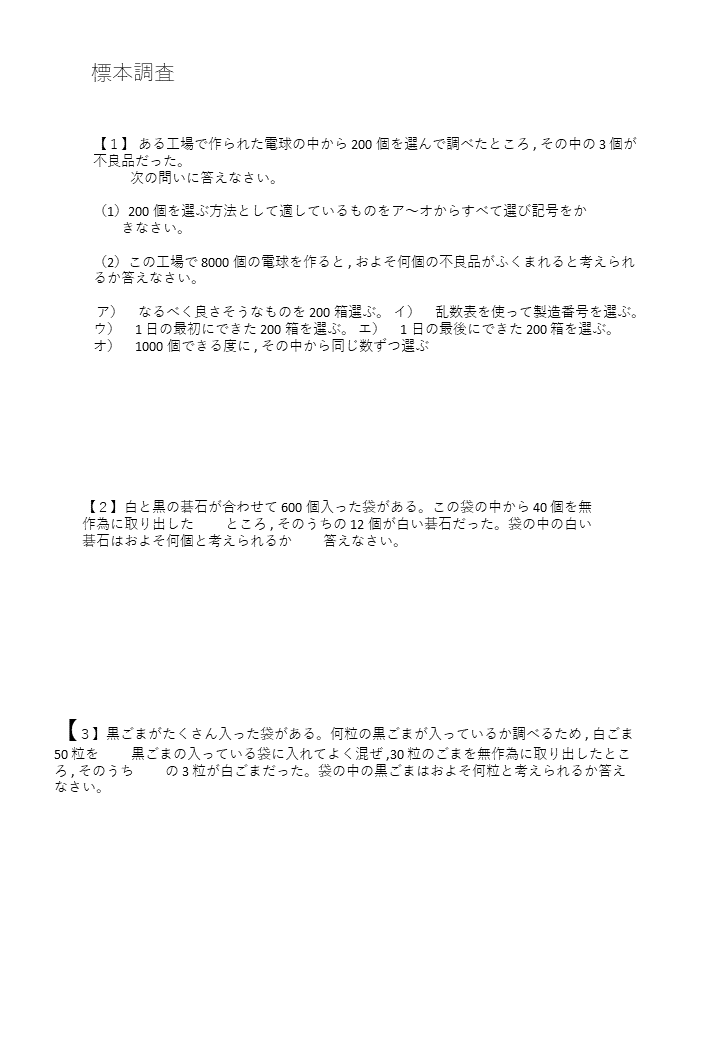 標本調査
【１】 ある工場で作られた電球の中から 200 個を選んで調べたところ , その中の 3 個が
不良品だった。
次の問いに答えなさい。
（1）200 個を選ぶ方法として適しているものをア～オからすべて選び記号をか
きなさい。
（2）この工場で 8000 個の電球を作ると , およそ何個の不良品がふくまれると考えられ
るか答えなさい。
ア）　なるべく良さそうなものを 200 箱選ぶ。 イ）　乱数表を使って製造番号を選ぶ。
ウ）　1 日の最初にできた 200 箱を選ぶ。 エ）　1 日の最後にできた 200 箱を選ぶ。
オ）　1000 個できる度に , その中から同じ数ずつ選ぶ
【２】白と黒の碁石が合わせて 600 個入った袋がある。この袋の中から 40 個を無
作為に取り出した　　ところ , そのうちの 12 個が白い碁石だった。袋の中の白い
碁石はおよそ何個と考えられるか　　答えなさい。
【３】黒ごまがたくさん入った袋がある。何粒の黒ごまが入っているか調べるため , 白ごま
50 粒を　　黒ごまの入っている袋に入れてよく混ぜ ,30 粒のごまを無作為に取り出したとこ
ろ , そのうち　　の 3 粒が白ごまだった。袋の中の黒ごまはおよそ何粒と考えられるか答え
なさい。